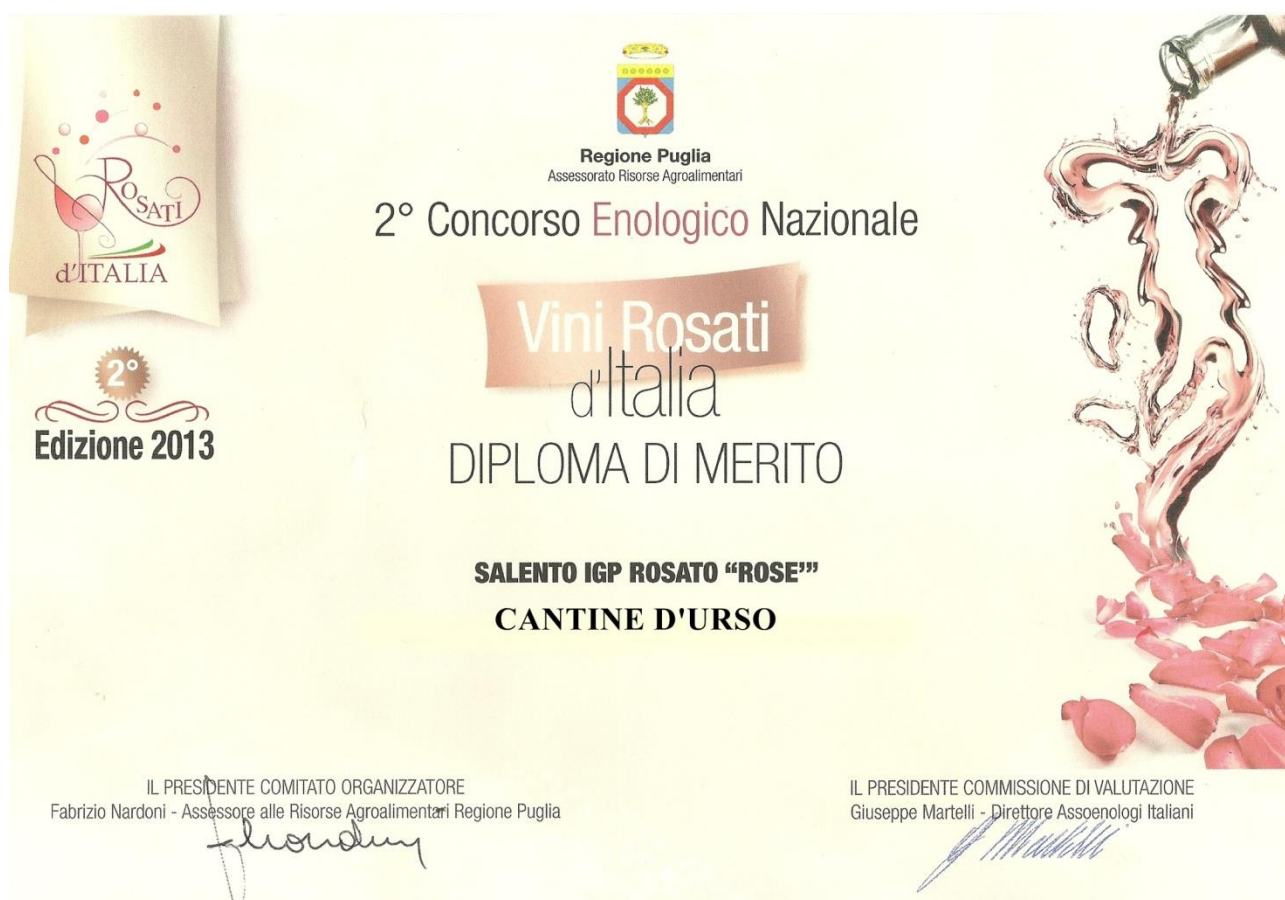 Rosati
d'ITALIA
2°
Edizione 2013
Regione Puglia
Assessorato Risorse Agroalimentari
2° Concorso Enologico Nazionale
Vini Rosati
d'Italia
DIPLOMA DI MERITO
SALENTO IGP ROSATO “ROSE’”
CANTINE D'URSO
IL PRESIDENTE COMITATO ORGANIZZATORE
Fabrizio Nardoni - Assessore alle Risorse Agroalimentari Regione Puglia
IL PRESIDENTE COMMISSIONE DI VALUTAZIONE
Giuseppe Martelli - Direttore Assoenologi Italiani